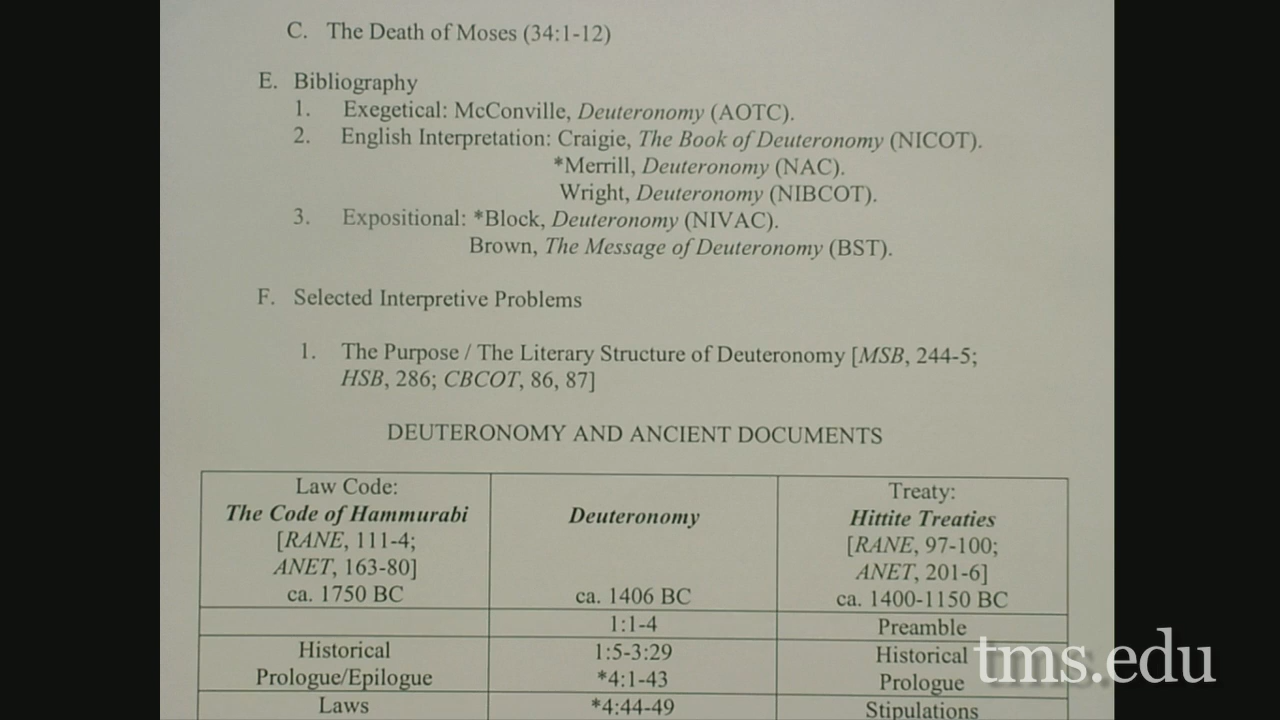 C. The Death of Moses (34:1-12)
E. Bibliography
1. Exegetical: McConville, Deuteronomy (AOTC).
2. English Interpretation: Craigie, The Book of Deuteronomy (NICOT).
*Merrill, Deuteronomy (NAC).
Wright, Deuteronomy (NIBCOT).
3. Expositional: *Block, Deuteronomy (NIVAC).
Brown, The Message of Deuteronomy (BST).
F. Selected Interpretive Problems
1. The Purpose / The Literary Structure of Deuteronomy [MSB, 244-5;
HSB, 286; CBCOT, 86, 87]
DEUTERONOMY AND ANCIENT DOCUMENTS
Law Code:
The Code of Hammurabi
[RANE, 111-4;
ANET, 163-80]
ca. 1750 BC
Deuteronomy
ca. 1406 BC
Treaty:
Hittite Treaties
[RANE, 97-100;
ANET, 201-6]
ca. 1400-1150 BC
1:1-4
Preamble
Historical
Prologue/Epilogue
1:5-3:29
*4:1-43
Historical
Prologue
Laws
*4:44-49
Stipulations
tms.edu